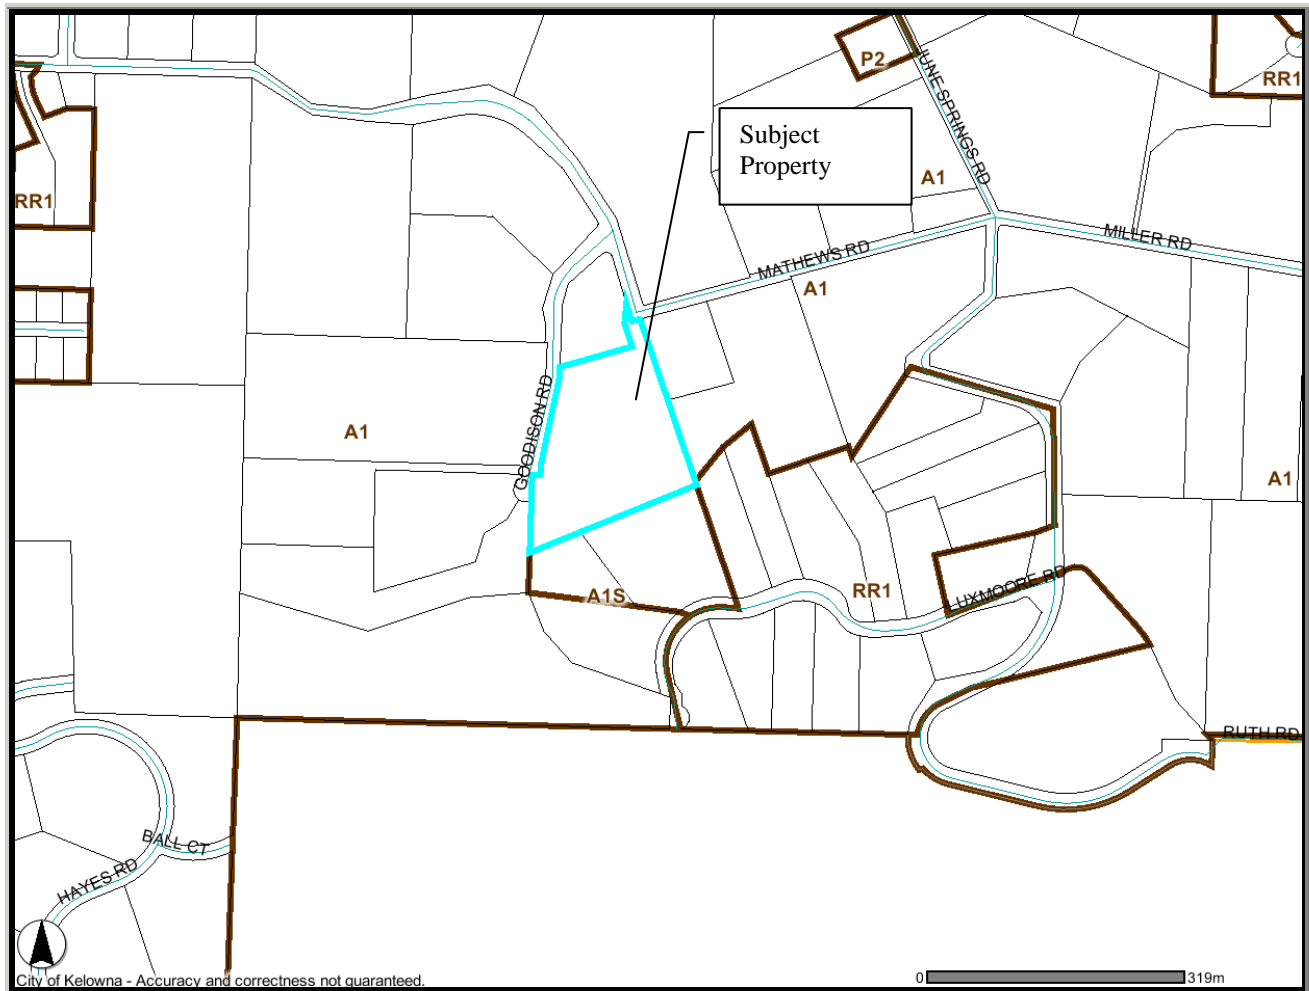 P2
JUNE SPRINGS RD
RR1
Subject
Property
A1
RR1
MILLER RD
MATHEWS RD
A1
GOODISON RD
A1
A1
LUXMOORE RD
RR1
A1S
RUTH RD
BALL CT
HAYES RD
City of Kelowna - Accuracy and correctness not guaranteed.
0 319m